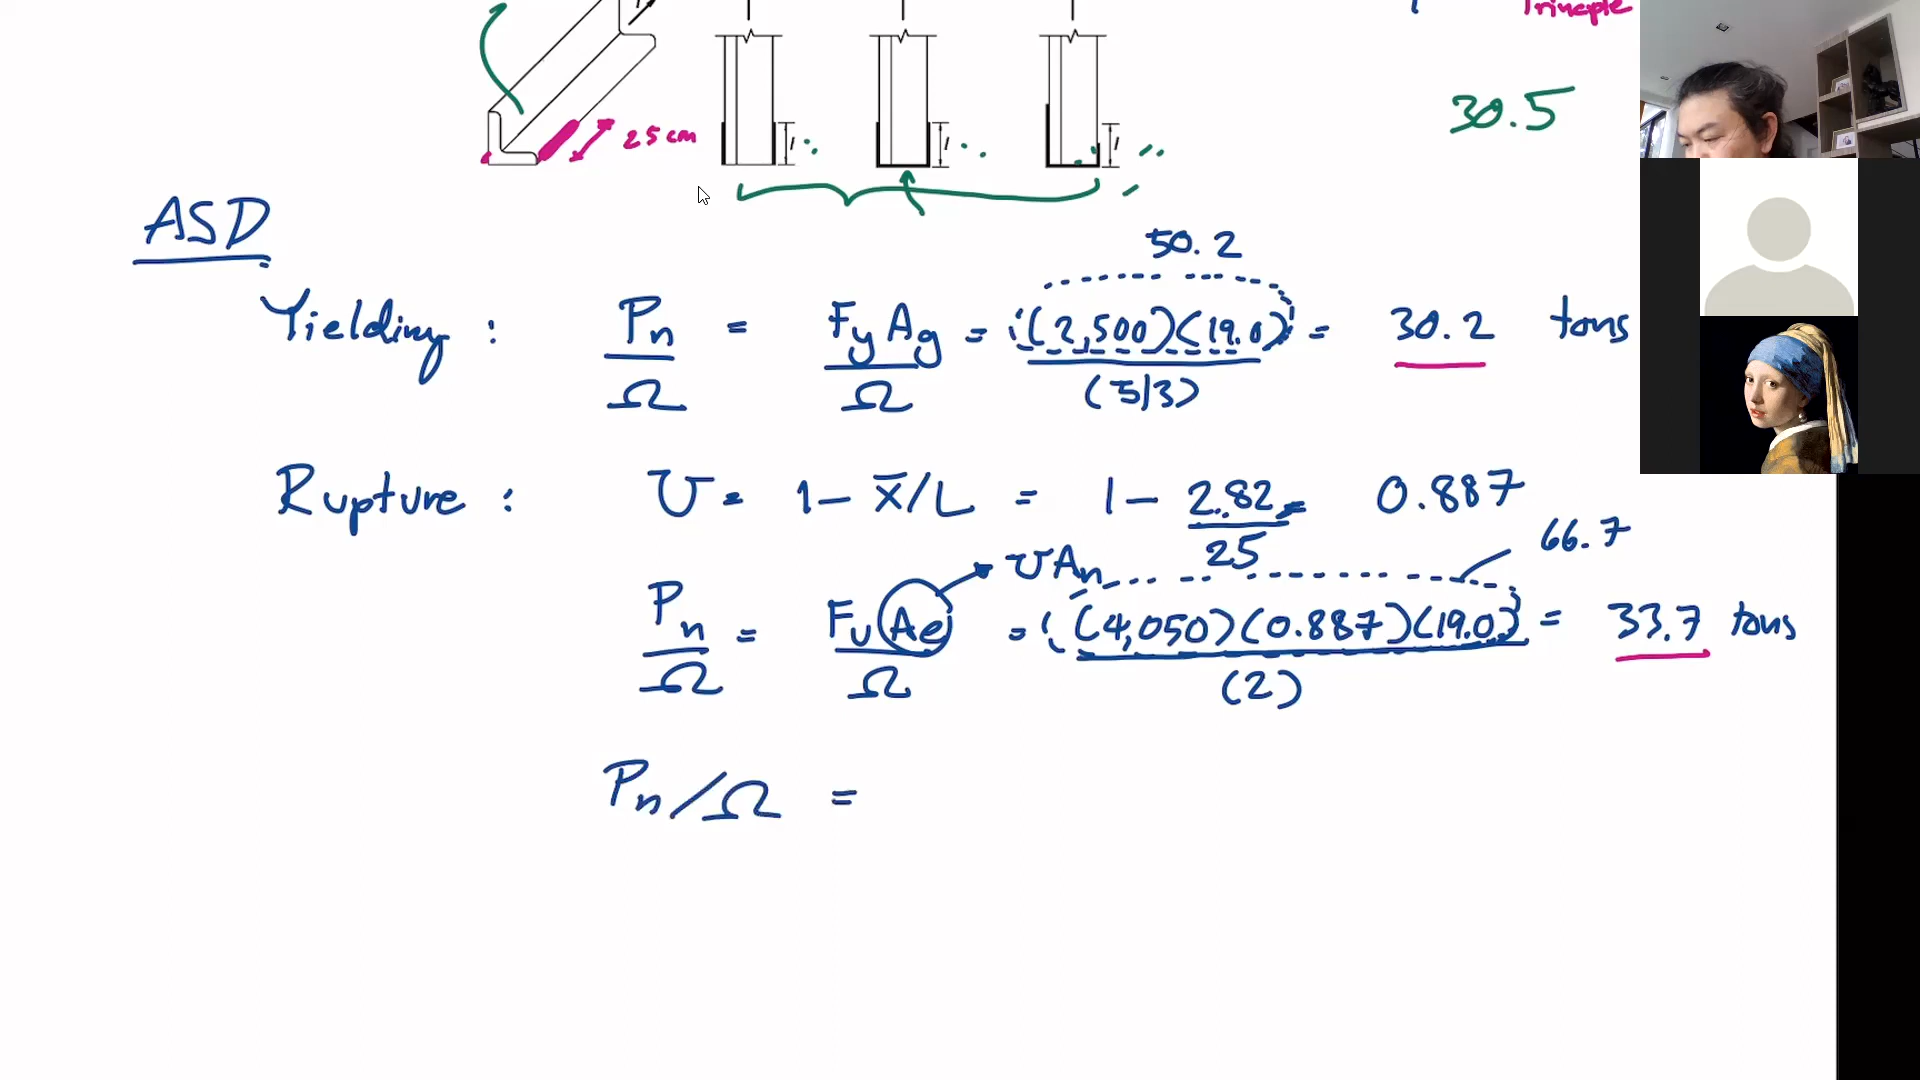 Principle
30.5
25 cm
l
l
l
ASD
50.2
Yielding : Pn/Ω = FyAg/Ω = (2,500)(19.0)/(5/3) = 30.2 tons
Rupture : U = 1 - x̄/L = 1 - 2.82/25 = 0.887
66.7
UAn
Pn/Ω = FuAe/Ω = (4,050)(0.887)(19.0)/(2) = 33.7 tons
Pn/Ω =